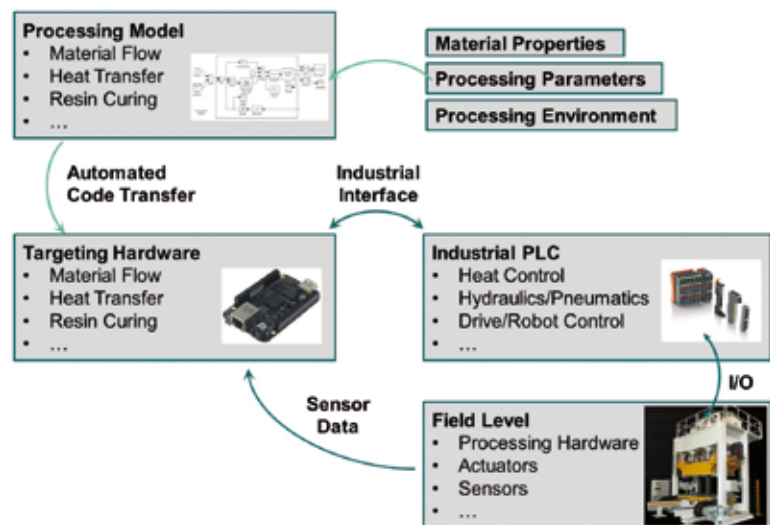 Processing Model
• Material Flow
• Heat Transfer
• Resin Curing
• ...
Material Properties
Processing Parameters
Processing Environment
Automated
Code Transfer
Industrial
Interface
Targeting Hardware
• Material Flow
• Heat Transfer
• Resin Curing
• ...
Industrial PLC
• Heat Control
• Hydraulics/Pneumatics
• Drive/Robot Control
• ...
I/O
Sensor
Data
Field Level
• Processing Hardware
• Actuators
• Sensors
• ...